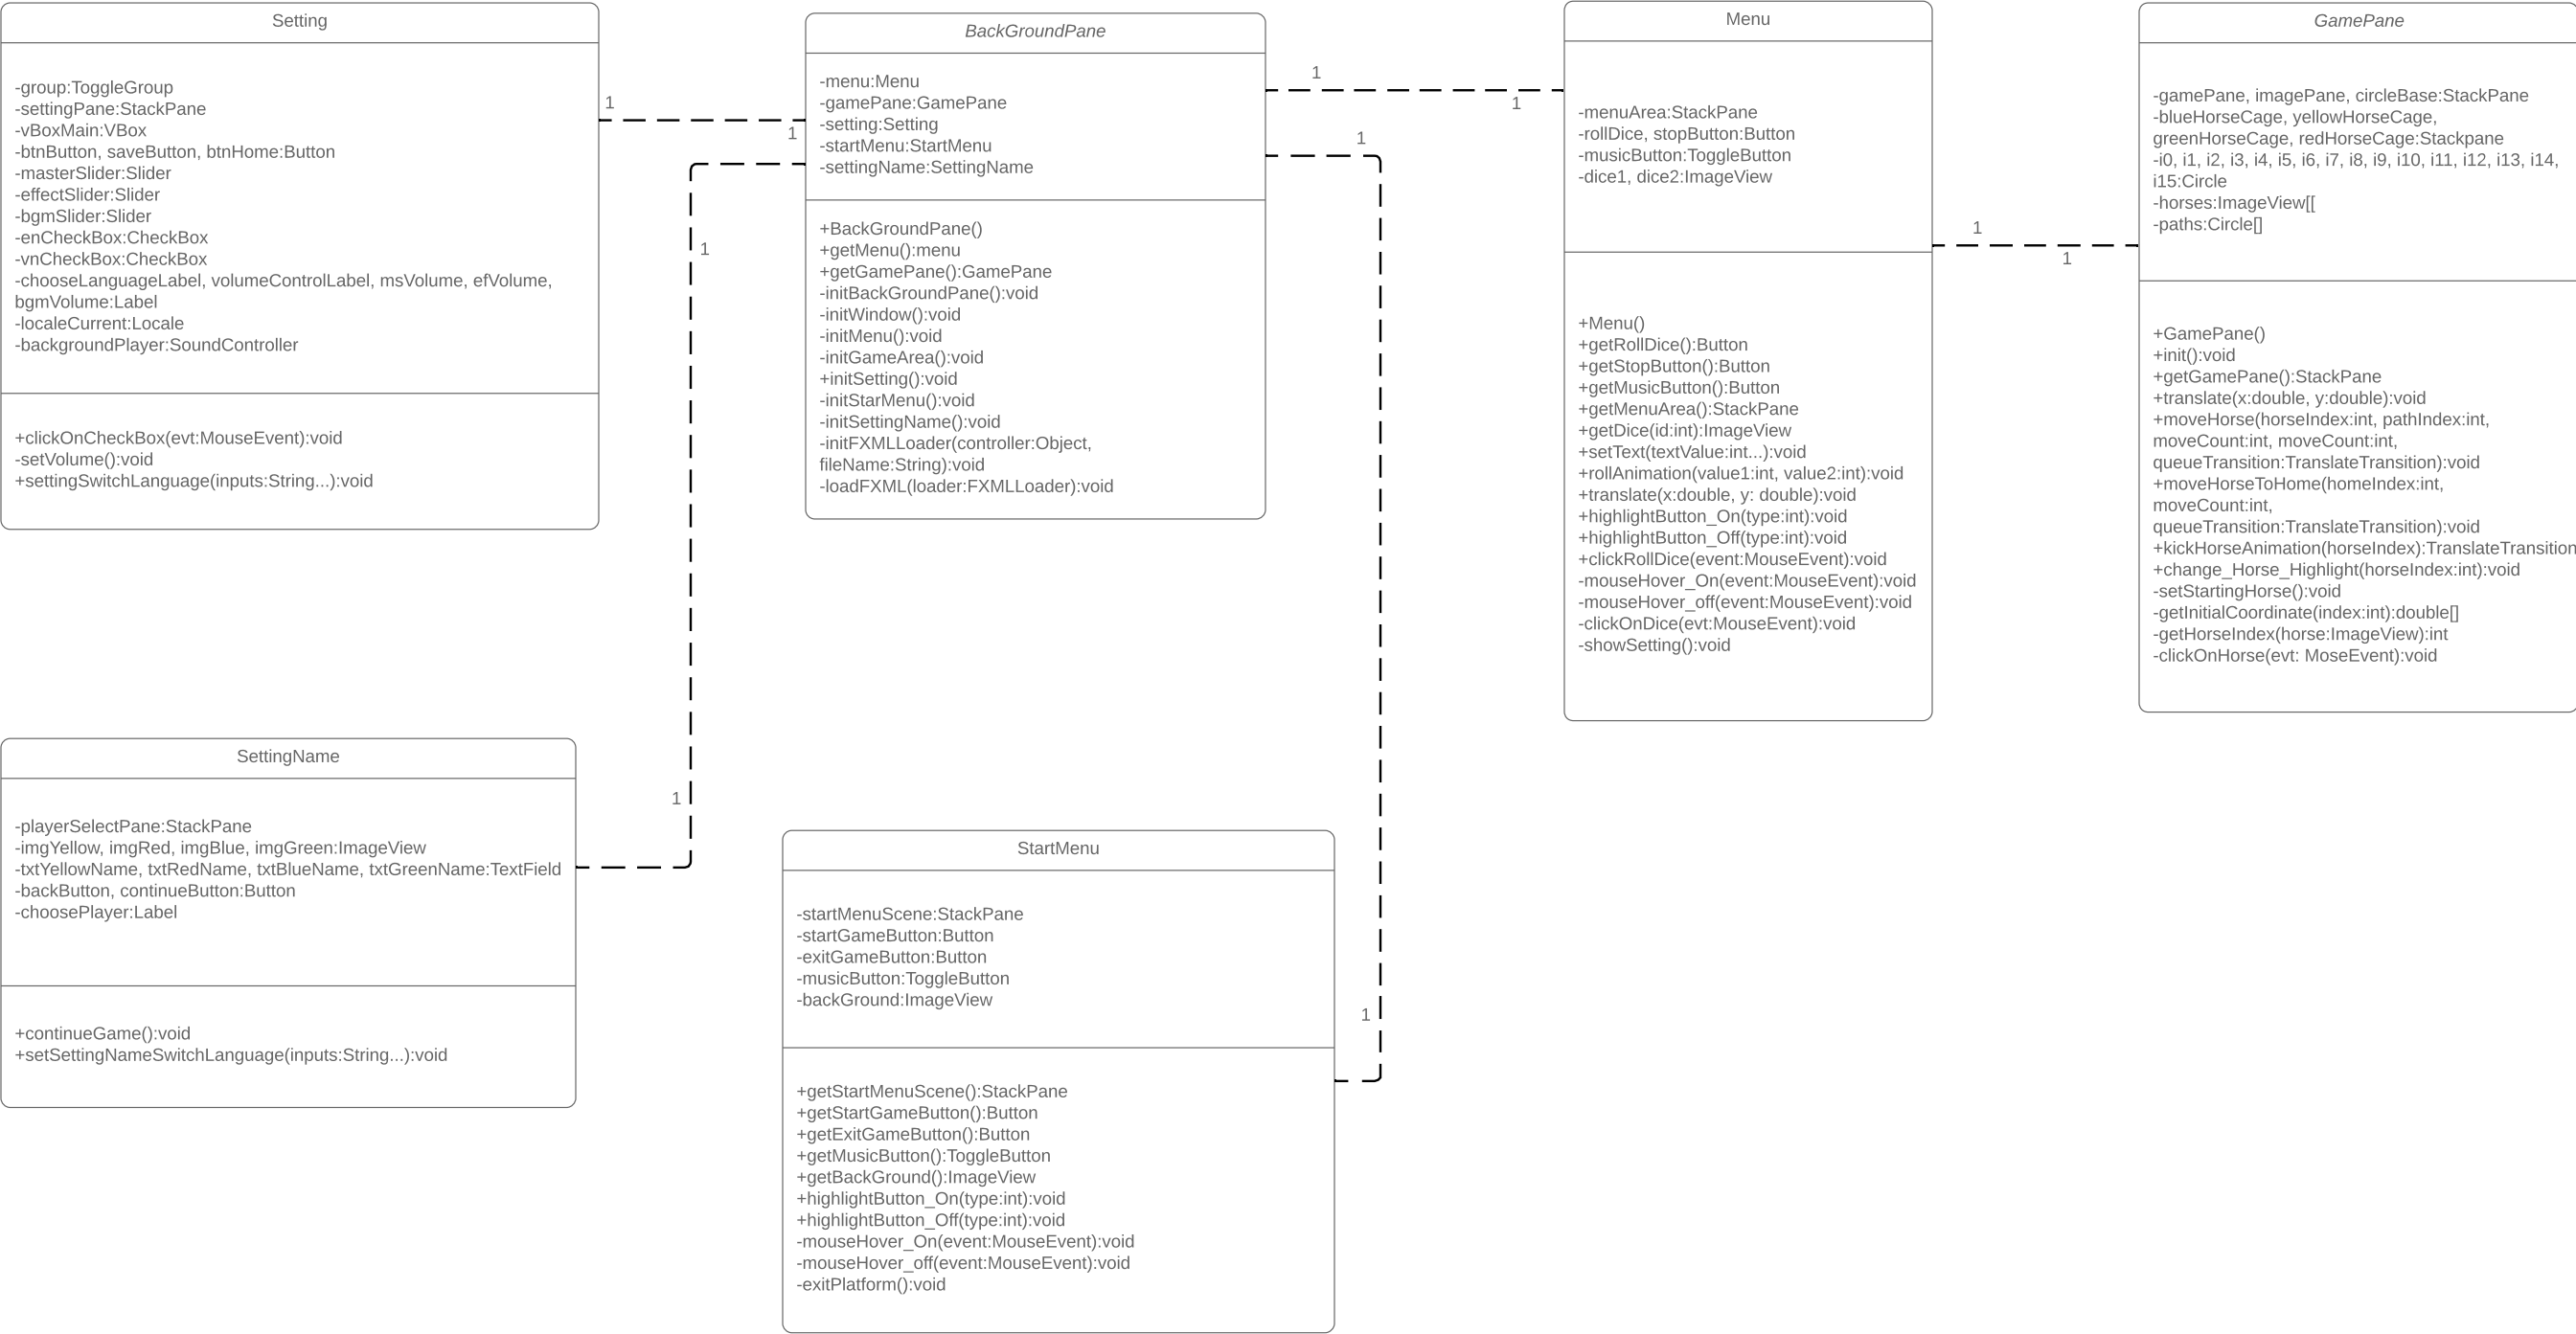 Setting
-group:ToggleGroup
-settingPane:StackPane
-vBoxMain:VBox
-btnButton, saveButton, btnHome:Button
-masterSlider:Slider
-effectSlider:Slider
-bgmSlider:Slider
-enCheckBox:CheckBox
-vnCheckBox:CheckBox
-chooseLanguageLabel, volumeControlLabel, msVolume, efVolume,
bgmVolume:Label
-localeCurrent:Locale
-backgroundPlayer:SoundController
+clickOnCheckBox(evt:MouseEvent):void
-setVolume():void
+settingSwitchLanguage(inputs:String...):void
1
1
BackGroundPane
-menu:Menu
-gamePane:GamePane
-setting:Setting
-startMenu:StartMenu
-settingName:SettingName
+BackGroundPane()
+getMenu():menu
+getGamePane():GamePane
-initBackGroundPane():void
-initWindow():void
-initMenu():void
-initGameArea():void
+initSetting():void
-initStarMenu():void
-initSettingName():void
-initFXMLLoader(controller:Object,
fileName:String):void
-loadFXML(loader:FXMLLoader):void
1
1
1
1
Menu
-menuArea:StackPane
-rollDice, stopButton:Button
-musicButton:ToggleButton
-dice1, dice2:ImageView
+Menu()
+getRollDice():Button
+getStopButton():Button
+getMusicButton():Button
+getMenuArea():StackPane
+getDice(id:int):ImageView
+setText(textValue:int...):void
+rollAnimation(value1:int, value2:int):void
+translate(x:double, y: double):void
+highlightButton_On(type:int):void
+highlightButton_Off(type:int):void
+clickRollDice(event:MouseEvent):void
-mouseHover_On(event:MouseEvent):void
-mouseHover_off(event:MouseEvent):void
-clickOnDice(evt:MouseEvent):void
-showSetting():void
1
1
GamePane
-gamePane, imagePane, circleBase:StackPane
-blueHorseCage, yellowHorseCage,
greenHorseCage, redHorseCage:Stackpane
-i0, i1, i2, i3, i4, i5, i6, i7, i8, i9, i10, i11, i12, i13, i14,
i15:Circle
-horses:ImageView[[
-paths:Circle[]
+GamePane()
+init():void
+getGamePane():StackPane
+translate(x:double, y:double):void
+moveHorse(horseIndex:int, pathIndex:int,
moveCount:int, moveCount:int,
queueTransition:TranslateTransition):void
+moveHorseToHome(homeIndex:int,
moveCount:int,
queueTransition:TranslateTransition):void
+kickHorseAnimation(horseIndex):TranslateTransition
+change_Horse_Highlight(horseIndex:int):void
-setStartingHorse():void
-getInitialCoordinate(index:int):double[]
-getHorseIndex(horse:ImageView):int
-clickOnHorse(evt: MoseEvent):void
SettingName
-playerSelectPane:StackPane
-imgYellow, imgRed, imgBlue, imgGreen:ImageView
-txtYellowName, txtRedName, txtBlueName, txtGreenName:TextField
-backButton, continueButton:Button
-choosePlayer:Label
+continueGame():void
+setSettingNameSwitchLanguage(inputs:String...):void
1
StartMenu
-startMenuScene:StackPane
-startGameButton:Button
-exitGameButton:Button
-musicButton:ToggleButton
-backGround:ImageView
+getStartMenuScene():StackPane
+getStartGameButton():Button
+getExitGameButton():Button
+getMusicButton():ToggleButton
+getBackGround():ImageView
+highlightButton_On(type:int):void
+highlightButton_Off(type:int):void
-mouseHover_On(event:MouseEvent):void
-mouseHover_off(event:MouseEvent):void
-exitPlatform():void
1